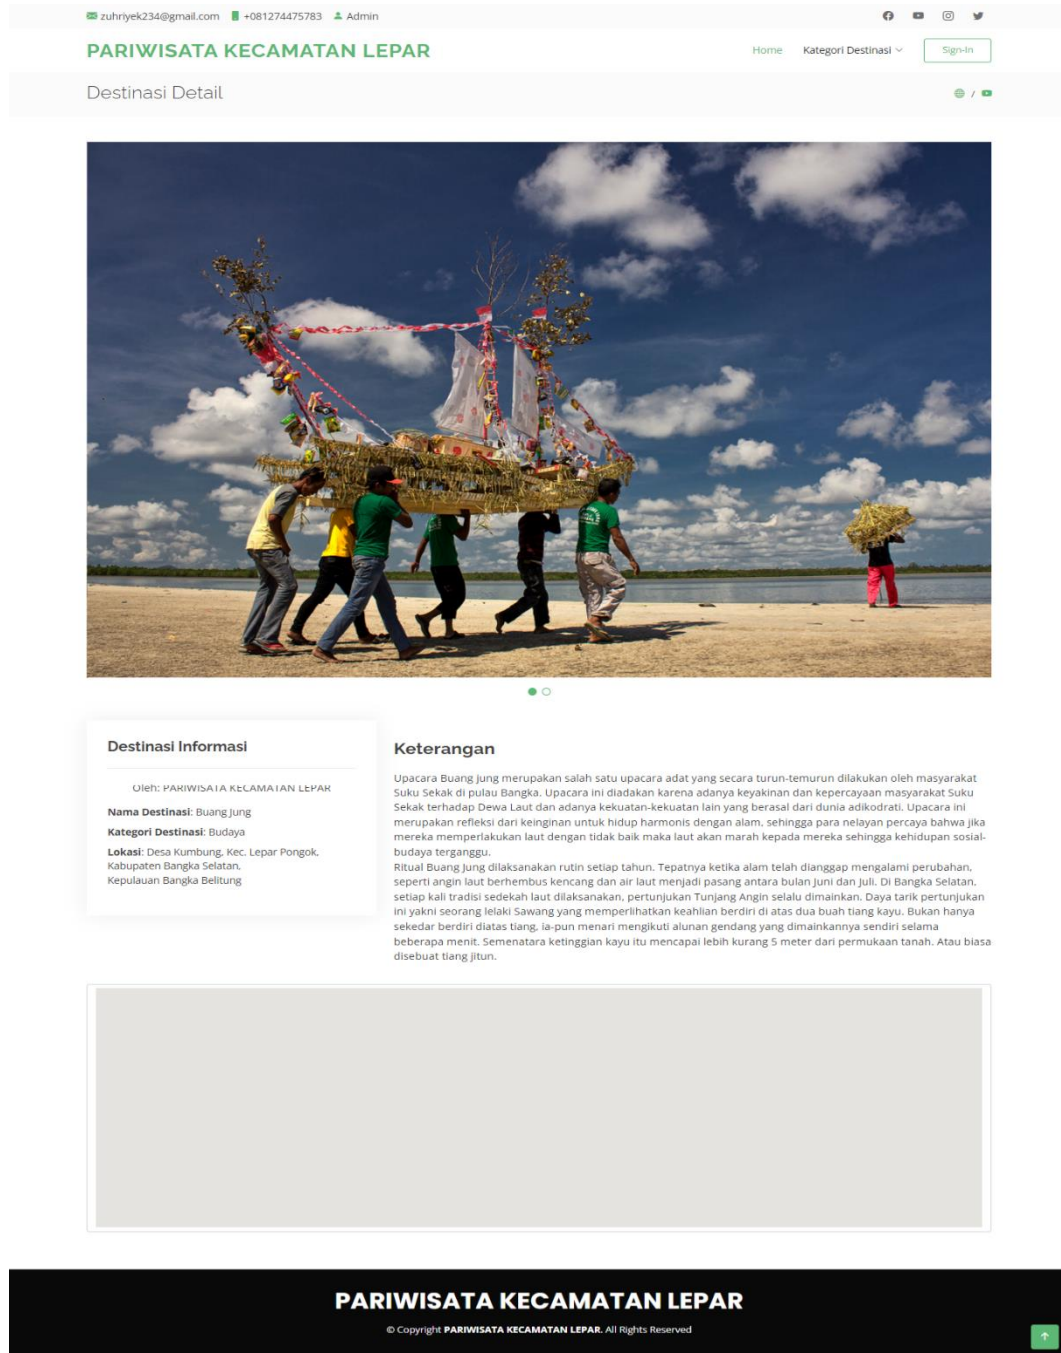 zuhriyek234@gmail.com +081274475783 Admin
PARIWISATA KECAMATAN LEPAR
Home Kategori Destinasi Sign-In
Destinasi Detail
/
Destinasi Informasi
Oleh: PARIWISATA KECAMATAN LEPAR
Nama Destinasi: Buang Jung
Kategori Destinasi: Budaya
Lokasi: Desa Kumbung, Kec. Lepar Pongok,
Kabupaten Bangka Selatan,
Kepulauan Bangka Belitung
Keterangan
Upacara Buang jung merupakan salah satu upacara adat yang secara turun-temurun dilakukan oleh masyarakat
Suku Sekak di pulau Bangka. Upacara ini diadakan karena adanya keyakinan dan kepercayaan masyarakat Suku
Sekak terhadap Dewa Laut dan adanya kekuatan-kekuatan lain yang berasal dari dunia adikodrati. Upacara ini
merupakan refleksi dari keinginan untuk hidup harmonis dengan alam, sehingga para nelayan percaya bahwa jika
mereka memperlakukan laut dengan tidak baik maka laut akan marah kepada mereka sehingga kehidupan sosial-
budaya terganggu.
Ritual Buang Jung dilaksanakan rutin setiap tahun. Tepatnya ketika alam telah dianggap mengalami perubahan,
seperti angin laut berhembus kencang dan air laut menjadi pasang antara bulan Juni dan Juli. Di Bangka Selatan,
setiap kali tradisi sedekah laut dilaksanakan, pertunjukan Tunjang Angin selalu dimainkan. Daya tarik pertunjukan
ini yakni seorang lelaki Sawang yang memperlihatkan keahlian berdiri di atas dua buah tiang kayu. Bukan hanya
sekedar berdiri diatas tiang, ia-pun menari mengikuti alunan gendang yang dimainkannya sendiri selama
beberapa menit. Semenatara ketinggian kayu itu mencapai lebih kurang 5 meter dari permukaan tanah. Atau biasa
disebuat tiang jitun.
PARIWISATA KECAMATAN LEPAR
© Copyright PARIWISATA KECAMATAN LEPAR. All Rights Reserved